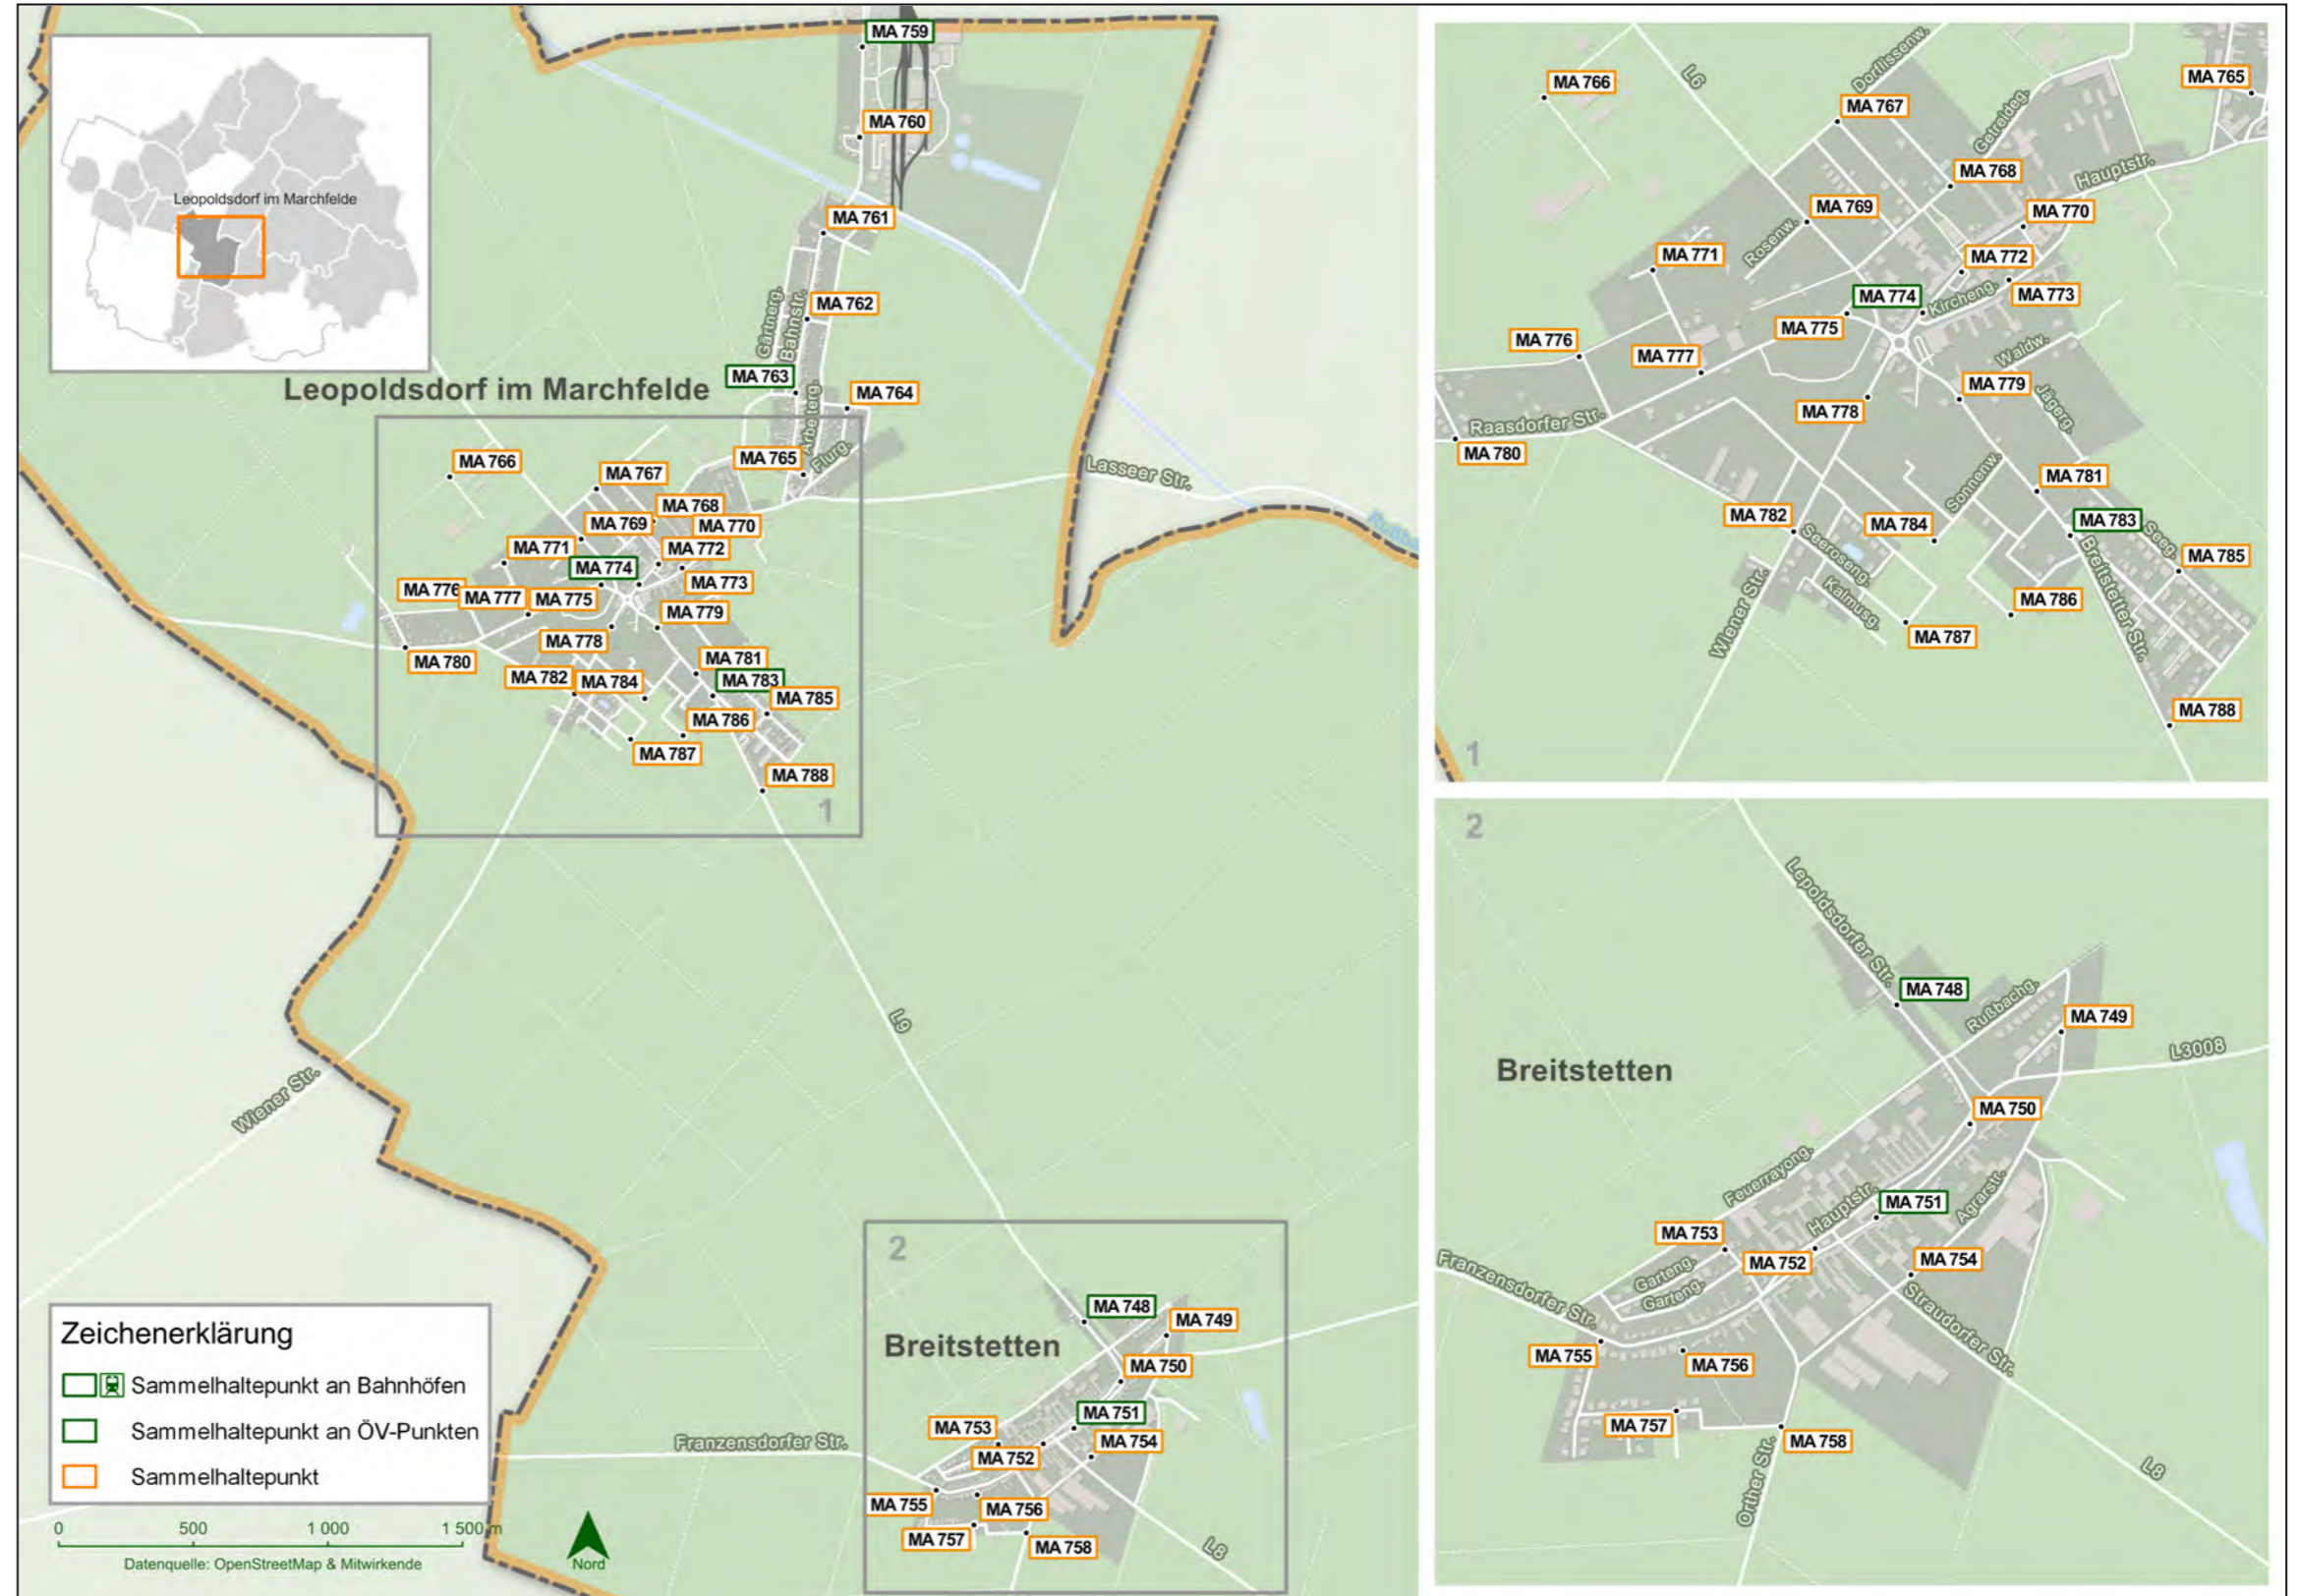 Leopoldsdorf im Marchfelde
MA 759
MA 760
MA 761
Gärtnerg.
Bahnstr.
MA 762
MA 763
MA 764
Arbeiterg.
Flurg.
MA 765
Lasseer Str.
Leopoldsdorf im Marchfelde
MA 766
MA 767
MA 768
MA 769
MA 770
MA 771
MA 772
MA 774
MA 773
MA 776
MA 777
MA 775
MA 779
MA 778
MA 780
MA 781
MA 782
MA 784
MA 783
MA 785
MA 786
MA 787
MA 788
1
L9
Wiener Str.
2
MA 748
MA 749
Breitstetten
MA 750
MA 751
MA 753
MA 754
MA 752
Franzensdorfer Str.
MA 755
MA 756
MA 757
MA 758
L8
Zeichenerklärung
Sammelhaltepunkt an Bahnhöfen
Sammelhaltepunkt an ÖV-Punkten
Sammelhaltepunkt
0 500 1 000 1 500 m
Datenquelle: OpenStreetMap & Mitwirkende
Nord
L6
Dorflissenw.
MA 765
MA 766
MA 767
Getreideg.
MA 768
Hauptstr.
MA 769
MA 770
Rosenw.
MA 771
MA 772
MA 774
Kircheng.
MA 773
MA 775
MA 776
MA 777
Waldw.
MA 779
Jägerg.
MA 778
Raasdorfer Str.
MA 780
MA 781
Sonnenw.
MA 782
MA 784
MA 783
Seeg.
Seeroseng.
MA 785
Kalmusg.
Breitstetter Str.
MA 786
Wiener Str.
MA 787
MA 788
1
2
Lepoldsdorfer Str.
MA 748
Rußbachg.
MA 749
L3008
Breitstetten
MA 750
Feuerrayong.
Hauptstr.
MA 751
Agrarstr.
MA 753
MA 752
MA 754
Franzensdorfer Str.
Garteng.
Garteng.
Straudorfer Str.
MA 755
MA 756
MA 757
MA 758
Orther Str.
L8